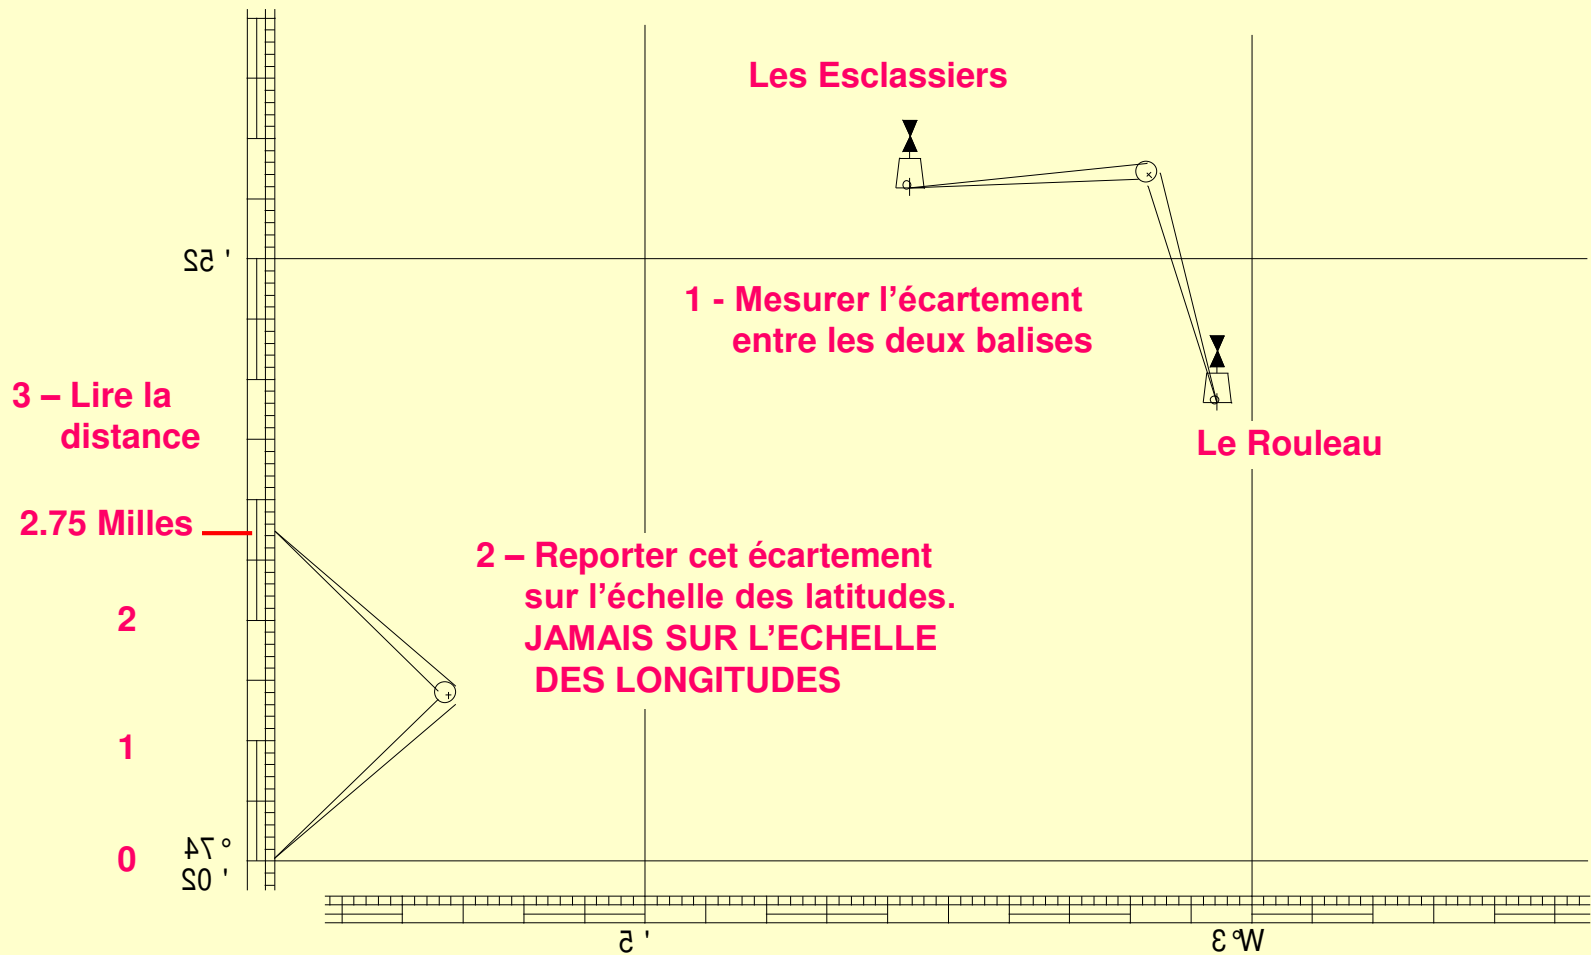 Les Esclassiers
25 '
1 - Mesurer l'écartement
entre les deux balises
3 – Lire la
distance
Le Rouleau
2.75 Milles
2 – Reporter cet écartement
sur l'échelle des latitudes.
JAMAIS SUR L'ECHELLE
DES LONGITUDES
2
1
0
47°
20 '
5 '
3°W